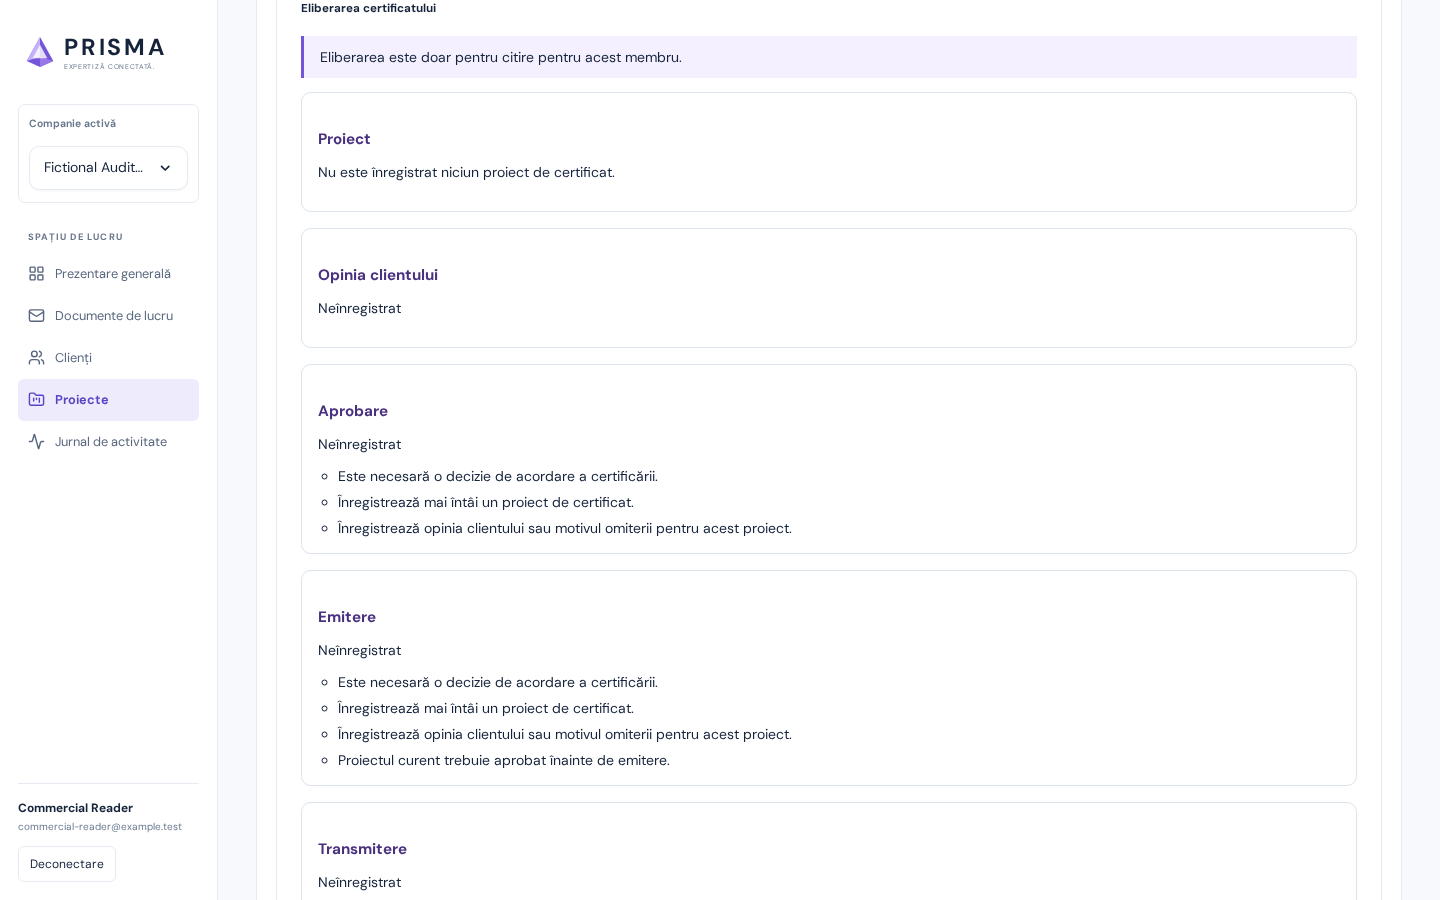 PRISMA
EXPERTIZĂ CONECTATĂ.
Companie activă
Fictional Audit...
SPAȚIU DE LUCRU
Prezentare generală
Documente de lucru
Clienți
Proiecte
Jurnal de activitate
Commercial Reader
commercial-reader@example.test
Deconectare
Eliberarea certificatului
Eliberarea este doar pentru citire pentru acest membru.
Proiect
Nu este înregistrat niciun proiect de certificat.
Opinia clientului
Neînregistrat
Aprobare
Neînregistrat
Este necesară o decizie de acordare a certificării.
Înregistrează mai întâi un proiect de certificat.
Înregistrează opinia clientului sau motivul omiterii pentru acest proiect.
Emitere
Neînregistrat
Este necesară o decizie de acordare a certificării.
Înregistrează mai întâi un proiect de certificat.
Înregistrează opinia clientului sau motivul omiterii pentru acest proiect.
Proiectul curent trebuie aprobat înainte de emitere.
Transmitere
Neînregistrat